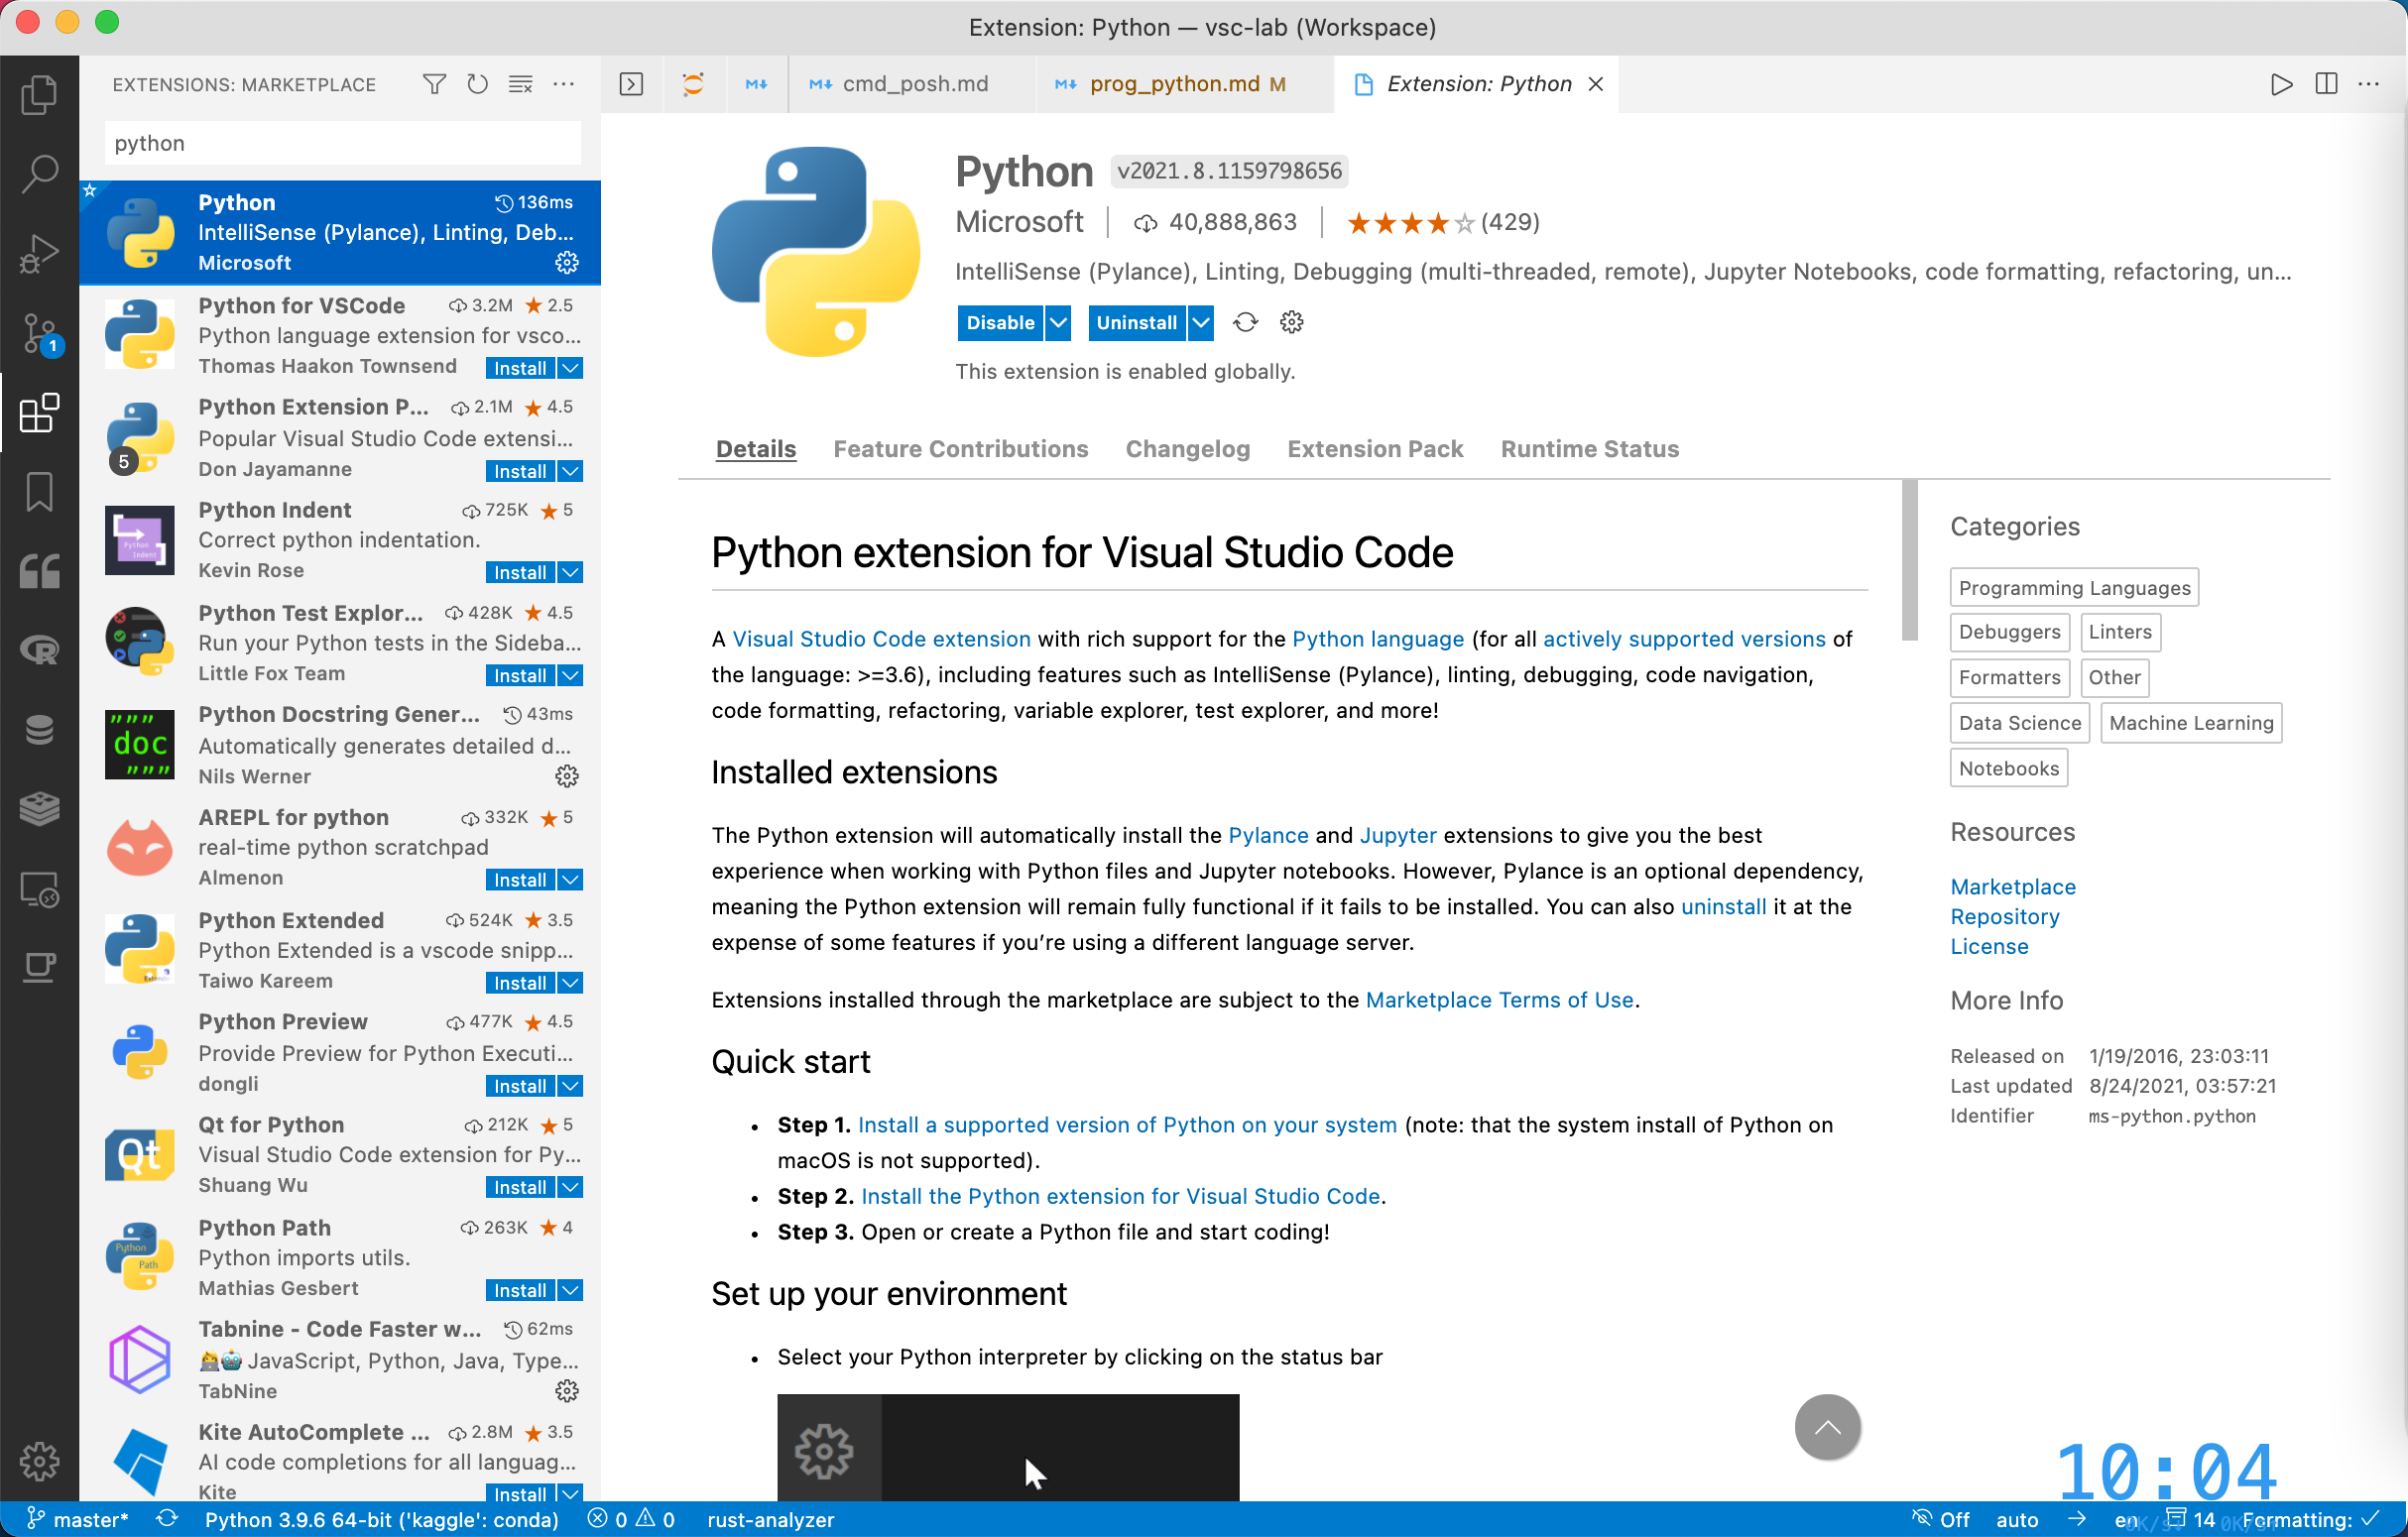 Extension: Python — vsc-lab (Workspace)
EXTENSIONS: MARKETPLACE
cmd_posh.md
prog_python.md M
Extension: Python
python
Python 136ms
IntelliSense (Pylance), Linting, Deb...
Microsoft
Python for VSCode 3.2M 2.5
Python language extension for vsco...
Thomas Haakon Townsend Install
Python Extension P... 2.1M 4.5
Popular Visual Studio Code extensi...
5
Don Jayamanne Install
Python Indent 725K 5
Correct python indentation.
Kevin Rose Install
Python Test Explor... 428K 4.5
Run your Python tests in the Sideba...
Little Fox Team Install
Python Docstring Gener... 43ms
doc
Automatically generates detailed d...
Nils Werner
AREPL for python 332K 5
real-time python scratchpad
Almenon Install
Python Extended 524K 3.5
Python Extended is a vscode snipp...
Taiwo Kareem Install
Python Preview 477K 4.5
Provide Preview for Python Executi...
dongli Install
Qt for Python 212K 5
Qt
Visual Studio Code extension for Py...
Shuang Wu Install
Python Path 263K 4
Python imports utils.
Mathias Gesbert Install
Tabnine - Code Faster w... 62ms
JavaScript, Python, Java, Type...
TabNine
Kite AutoComplete ... 2.8M 3.5
AI code completions for all languag...
Kite Install
1
Python v2021.8.1159798656
Microsoft 40,888,863 (429)
IntelliSense (Pylance), Linting, Debugging (multi-threaded, remote), Jupyter Notebooks, code formatting, refactoring, un...
Disable Uninstall
This extension is enabled globally.
Details Feature Contributions Changelog Extension Pack Runtime Status
Python extension for Visual Studio Code
A Visual Studio Code extension with rich support for the Python language (for all actively supported versions of
the language: >=3.6), including features such as IntelliSense (Pylance), linting, debugging, code navigation,
code formatting, refactoring, variable explorer, test explorer, and more!
Installed extensions
The Python extension will automatically install the Pylance and Jupyter extensions to give you the best
experience when working with Python files and Jupyter notebooks. However, Pylance is an optional dependency,
meaning the Python extension will remain fully functional if it fails to be installed. You can also uninstall it at the
expense of some features if you’re using a different language server.
Extensions installed through the marketplace are subject to the Marketplace Terms of Use.
Quick start
• Step 1. Install a supported version of Python on your system (note: that the system install of Python on
macOS is not supported).
• Step 2. Install the Python extension for Visual Studio Code.
• Step 3. Open or create a Python file and start coding!
Set up your environment
• Select your Python interpreter by clicking on the status bar
Categories
Programming Languages
Debuggers Linters
Formatters Other
Data Science Machine Learning
Notebooks
Resources
Marketplace
Repository
License
More Info
Released on 1/19/2016, 23:03:11
Last updated 8/24/2021, 03:57:21
Identifier ms-python.python
10:04
master* Python 3.9.6 64-bit ('kaggle': conda) 0 0 rust-analyzer Off auto en 14 Formatting: